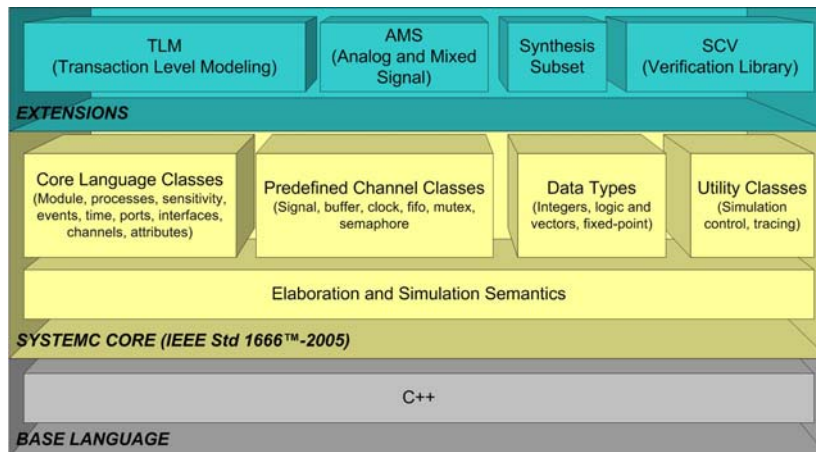 TLM
(Transaction Level Modeling)
AMS
(Analog and Mixed
Signal)
Synthesis
Subset
SCV
(Verification Library)
EXTENSIONS
Core Language Classes
(Module, processes, sensitivity,
events, time, ports, interfaces,
channels, attributes)
Predefined Channel Classes
(Signal, buffer, clock, fifo, mutex,
semaphore
Data Types
(Integers, logic and
vectors, fixed-point)
Utility Classes
(Simulation
control, tracing)
Elaboration and Simulation Semantics
SYSTEMC CORE (IEEE Std 1666™-2005)
C++
BASE LANGUAGE